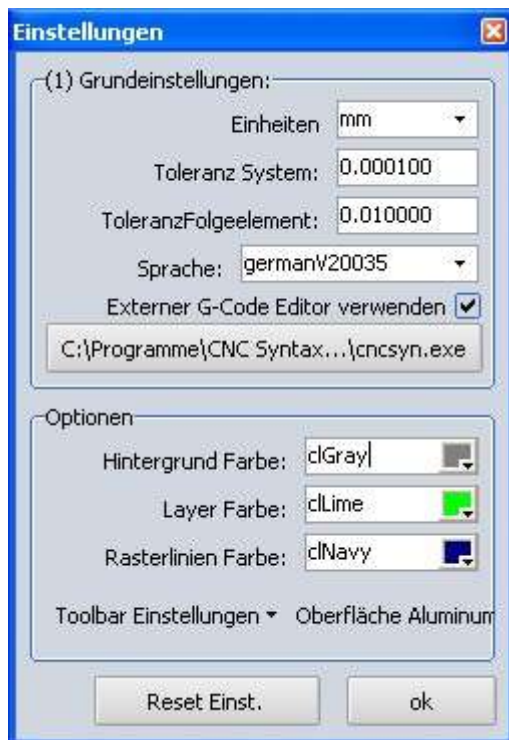 Einstellungen
(1) Grundeinstellungen:
Einheiten mm
Toleranz System: 0.000100
ToleranzFolgeelement: 0.010000
Sprache: germanV20035
Externer G-Code Editor verwenden
C:\Programme\CNC Syntax...\cncsyn.exe
Optionen
Hintergrund Farbe: clGray
Layer Farbe: clLime
Rasterlinien Farbe: clNavy
Toolbar Einstellungen Oberfläche Aluminum
Reset Einst. ok